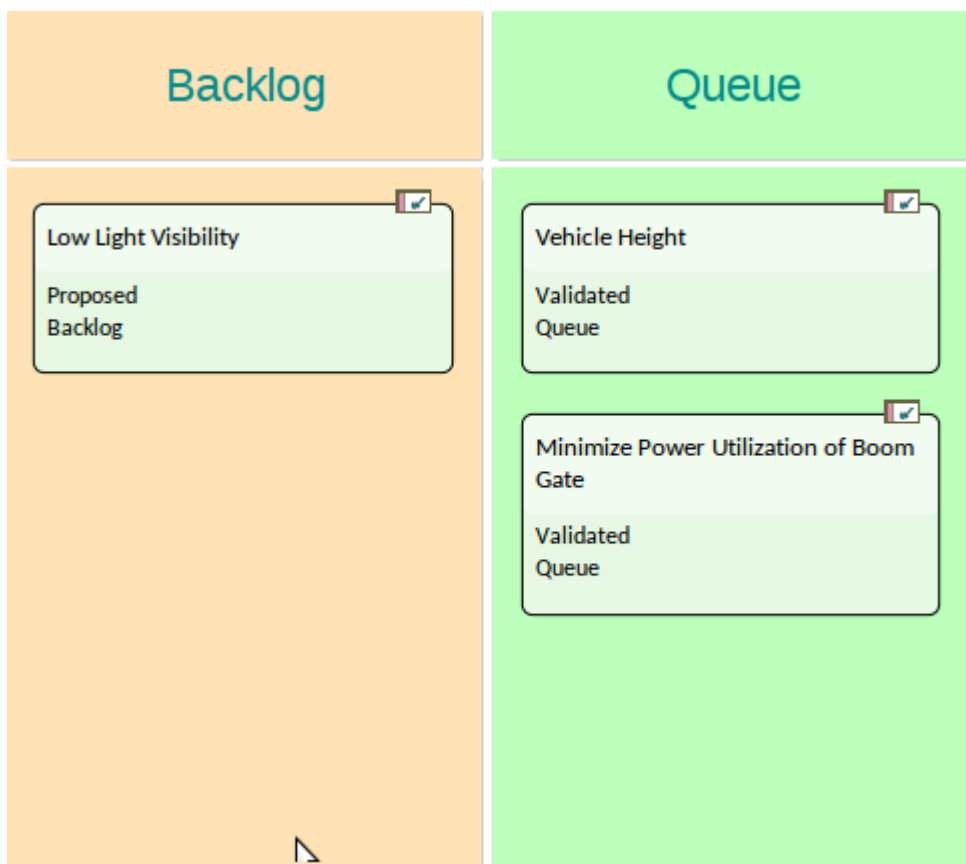 Backlog
Queue
Low Light Visibility
Proposed
Backlog
Vehicle Height
Validated
Queue
Minimize Power Utilization of Boom
Gate
Validated
Queue